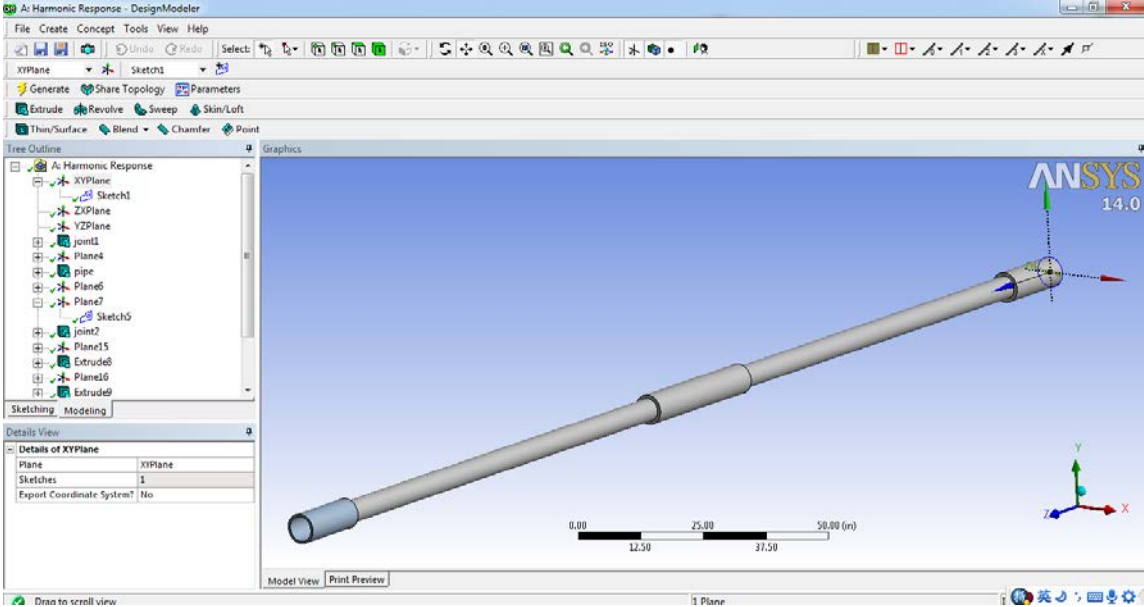 A: Harmonic Response - DesignModeler
File Create Concept Tools View Help
Undo Redo Select:
XYPlane Sketch1
Generate Share Topology Parameters
Extrude Revolve Sweep Skin/Loft
Thin/Surface Blend Chamfer Point
Tree Outline
A: Harmonic Response
XYPlane
Sketch1
ZXPlane
YZPlane
joint1
Plane4
pipe
Plane6
Plane7
Sketch5
joint2
Plane15
Extrude8
Plane16
Extrude9
Sketching Modeling
Details View
Details of XYPlane
Plane XYPlane
Sketches 1
Export Coordinate System? No
Graphics
ANSYS
14.0
0.00 25.00 50.00 (in)
12.50 37.50
Y
Z X
Model View Print Preview
Drag to scroll view 1 Plane 英